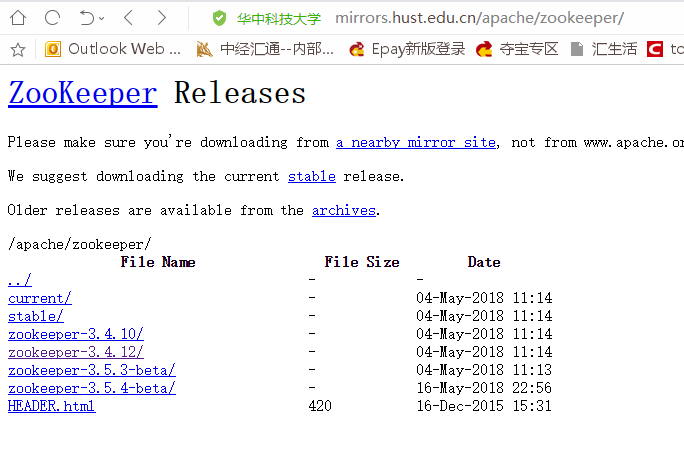 华中科技大学 mirrors.hust.edu.cn/apache/zookeeper/
Outlook Web ... 中经汇通--内部... Epay新版登录 夺宝专区 汇生活
ZooKeeper Releases
Please make sure you're downloading from a nearby mirror site, not from www.apache.or
We suggest downloading the current stable release.
Older releases are available from the archives.
/apache/zookeeper/
File Name File Size Date
../ - -
current/ - 04-May-2018 11:14
stable/ - 04-May-2018 11:14
zookeeper-3.4.10/ - 04-May-2018 11:14
zookeeper-3.4.12/ - 04-May-2018 11:14
zookeeper-3.5.3-beta/ - 04-May-2018 11:13
zookeeper-3.5.4-beta/ - 16-May-2018 22:56
HEADER.html 420 16-Dec-2015 15:31